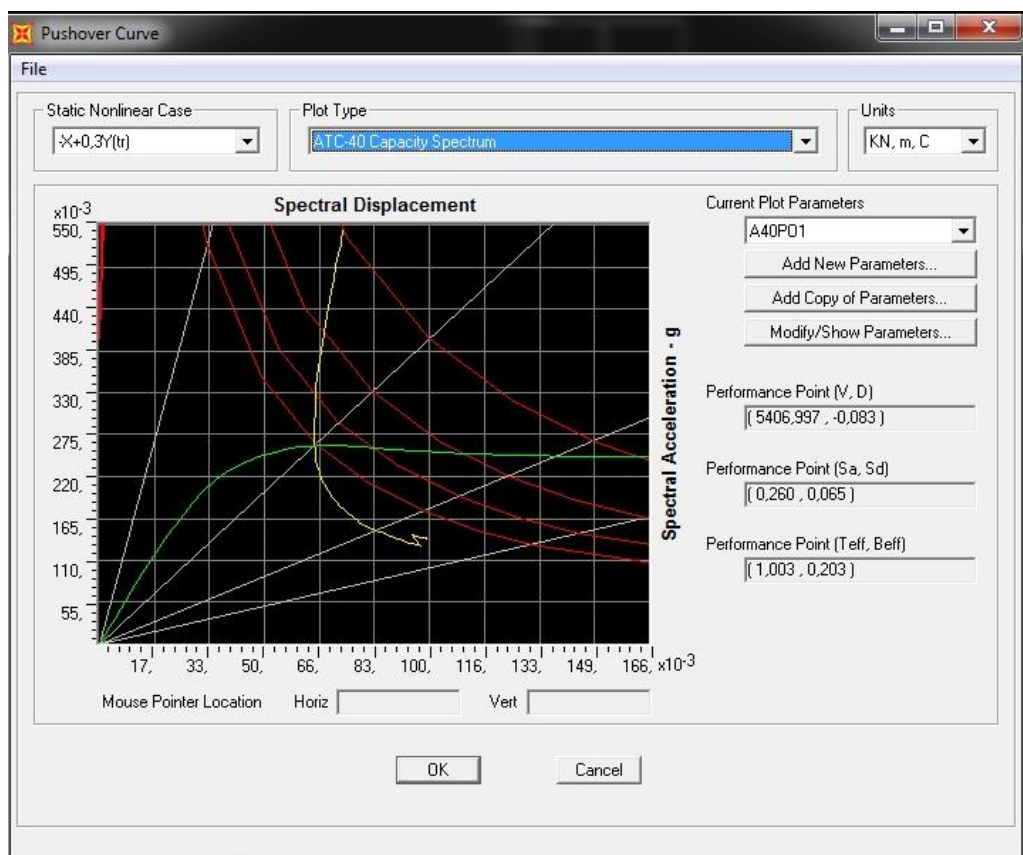 Pushover Curve
File
Static Nonlinear Case
-X+0,3Y(tr)
Plot Type
ATC-40 Capacity Spectrum
Units
KN, m, C
Spectral Displacement
x10-3
550,
495,
440,
385,
330,
275,
220,
165,
110,
55,
17, 33, 50, 66, 83, 100, 116, 133, 149, 166, x10-3
Spectral Acceleration - g
Mouse Pointer Location Horiz Vert
Current Plot Parameters
A40PO1
Add New Parameters...
Add Copy of Parameters...
Modify/Show Parameters...
Performance Point (V, D)
( 5406,997 , -0,083 )
Performance Point (Sa, Sd)
( 0,260 , 0,065 )
Performance Point (Teff, Beff)
( 1,003 , 0,203 )
OK Cancel